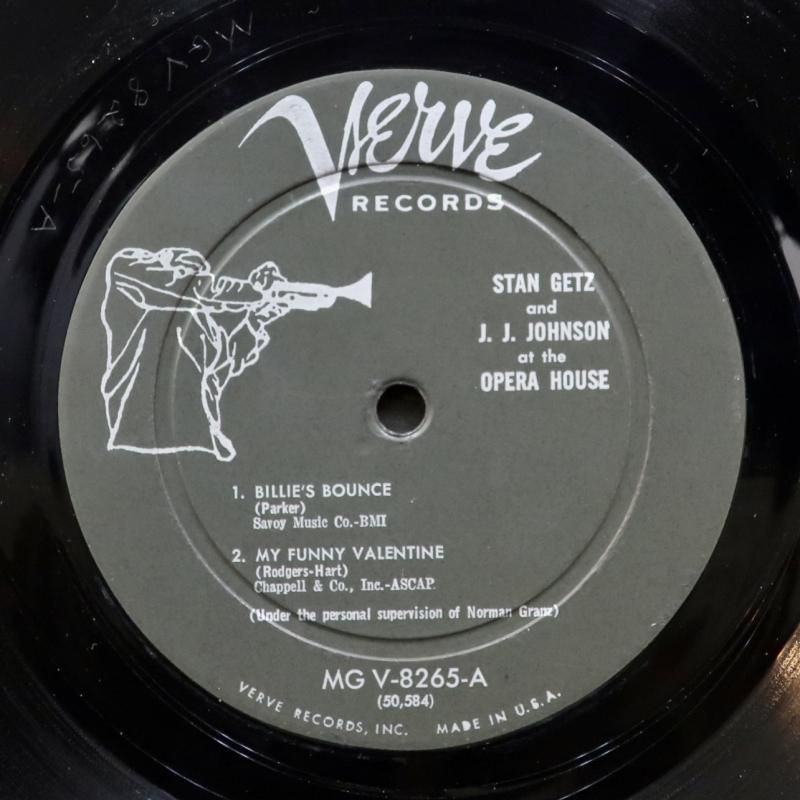 MGV 8265-A
VERVE
RECORDS
STAN GETZ
and
J. J. JOHNSON
at the
OPERA HOUSE
1. BILLIE'S BOUNCE
(Parker)
Savoy Music Co.-BMI
2. MY FUNNY VALENTINE
(Rodgers-Hart)
Chappell & Co., Inc.-ASCAP.
(Under the personal supervision of Norman Granz)
MG V-8265-A
(50,584)
VERVE RECORDS, INC. MADE IN U.S.A.